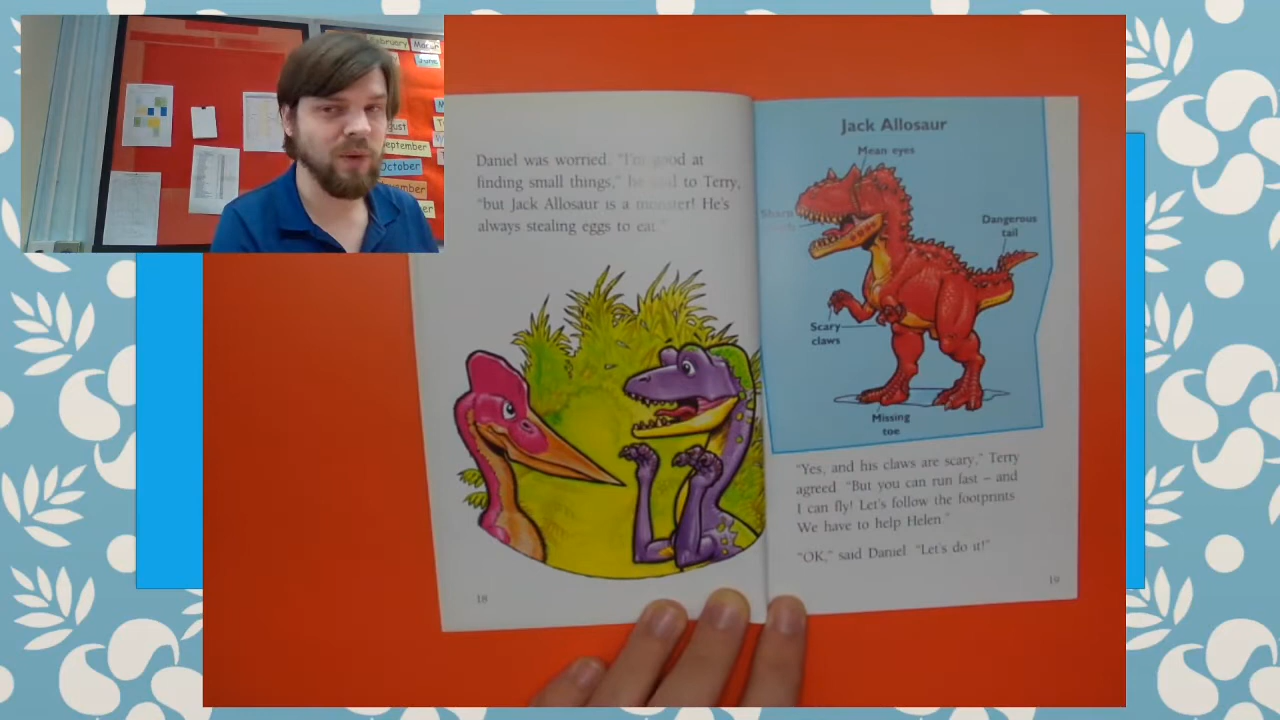 February
March
June
August
September
October
November
Daniel was worried. "I'm good at
finding small things," he said to Terry,
"but Jack Allosaur is a monster! He's
always stealing eggs to eat."
18
Jack Allosaur
Mean eyes
Sharp
Dangerous
tail
Scary
claws
Missing
toe
"Yes, and his claws are scary," Terry
agreed. "But you can run fast – and
I can fly! Let's follow the footprints.
We have to help Helen."
"OK," said Daniel. "Let's do it!"
19